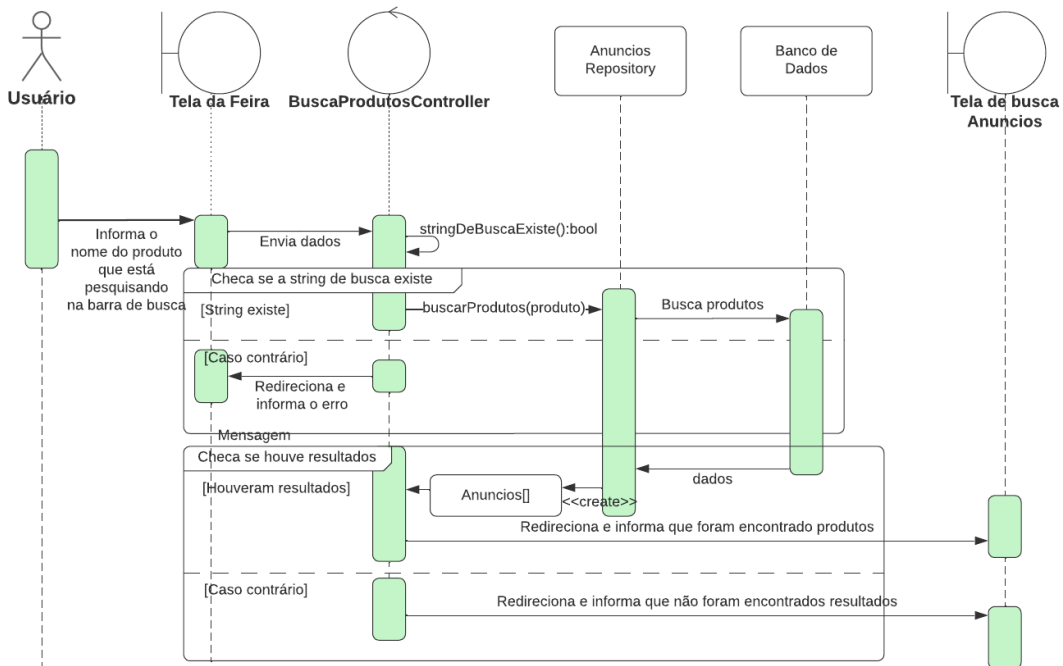 Anuncios
Repository
Banco de
Dados
Usuário
Tela da Feira
BuscaProdutosController
Tela de busca
Anuncios
stringDeBuscaExiste():bool
Informa o
nome do produto
que está
pesquisando
na barra de busca
Envia dados
Checa se a string de busca existe
[String existe]
buscarProdutos(produto)
Busca produtos
[Caso contrário]
Redireciona e
informa o erro
Mensagem
Checa se houve resultados
dados
[Houveram resultados]
Anuncios[]
<<create>>
Redireciona e informa que foram encontrado produtos
[Caso contrário]
Redireciona e informa que não foram encontrados resultados